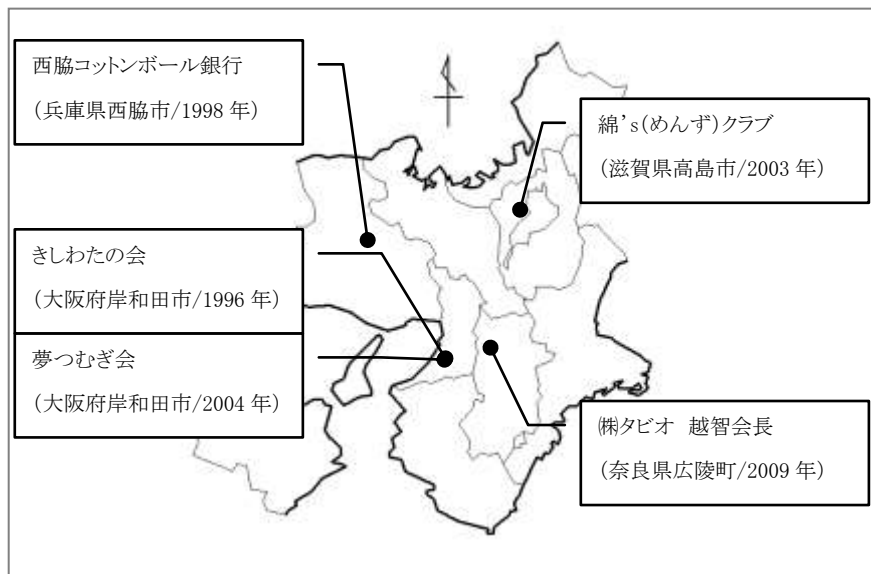 西脇コットンボール銀行
(兵庫県西脇市/1998 年)
綿’s(めんず)クラブ
(滋賀県高島市/2003 年)
きしわたの会
(大阪府岸和田市/1996 年)
夢つむぎ会
(大阪府岸和田市/2004 年)
㈱タビオ 越智会長
(奈良県広陵町/2009 年)